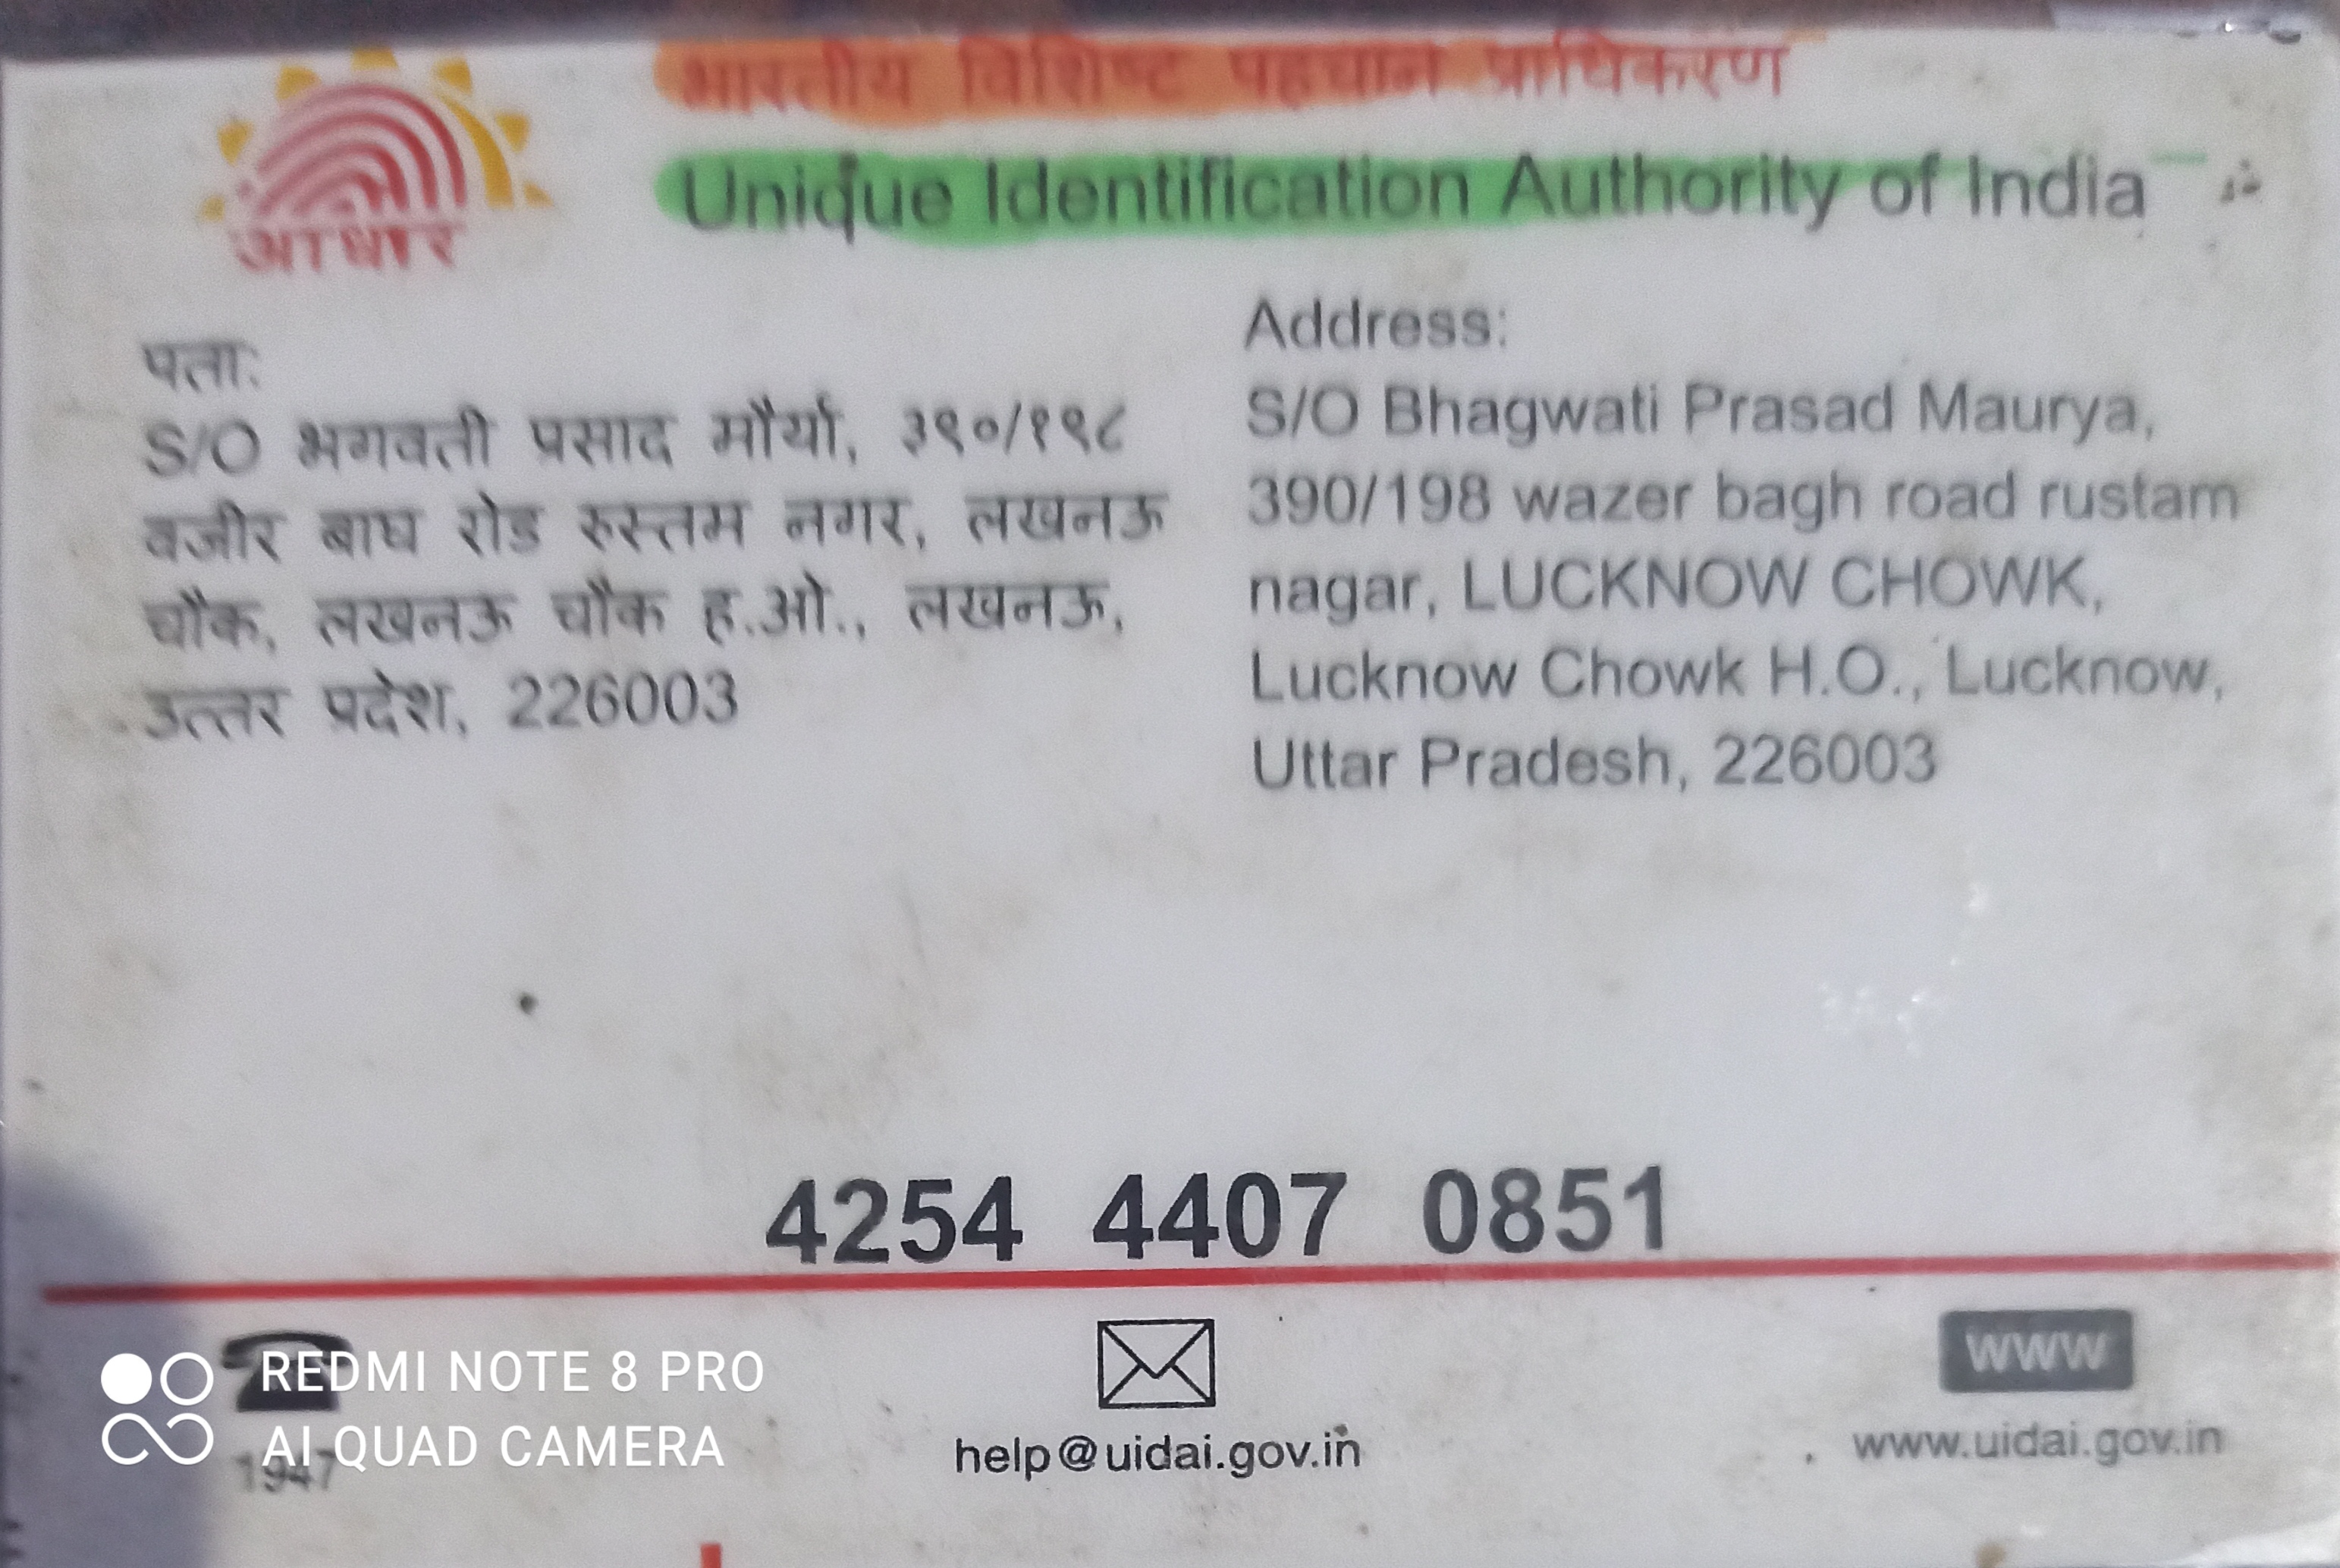 भारतीय विशिष्ट पहचान प्राधिकरण
Unique Identification Authority of India
आधार
पता:
S/O भगवती प्रसाद मौर्या, ३९०/१९८
वजीर बाघ रोड रुस्तम नगर, लखनऊ
चौक, लखनऊ चौक ह.ओ., लखनऊ,
उत्तर प्रदेश, 226003
Address:
S/O Bhagwati Prasad Maurya,
390/198 wazer bagh road rustam
nagar, LUCKNOW CHOWK,
Lucknow Chowk H.O., Lucknow,
Uttar Pradesh, 226003
4254 4407 0851
1947
help@uidai.gov.in
www
www.uidai.gov.in
REDMI NOTE 8 PRO
AI QUAD CAMERA